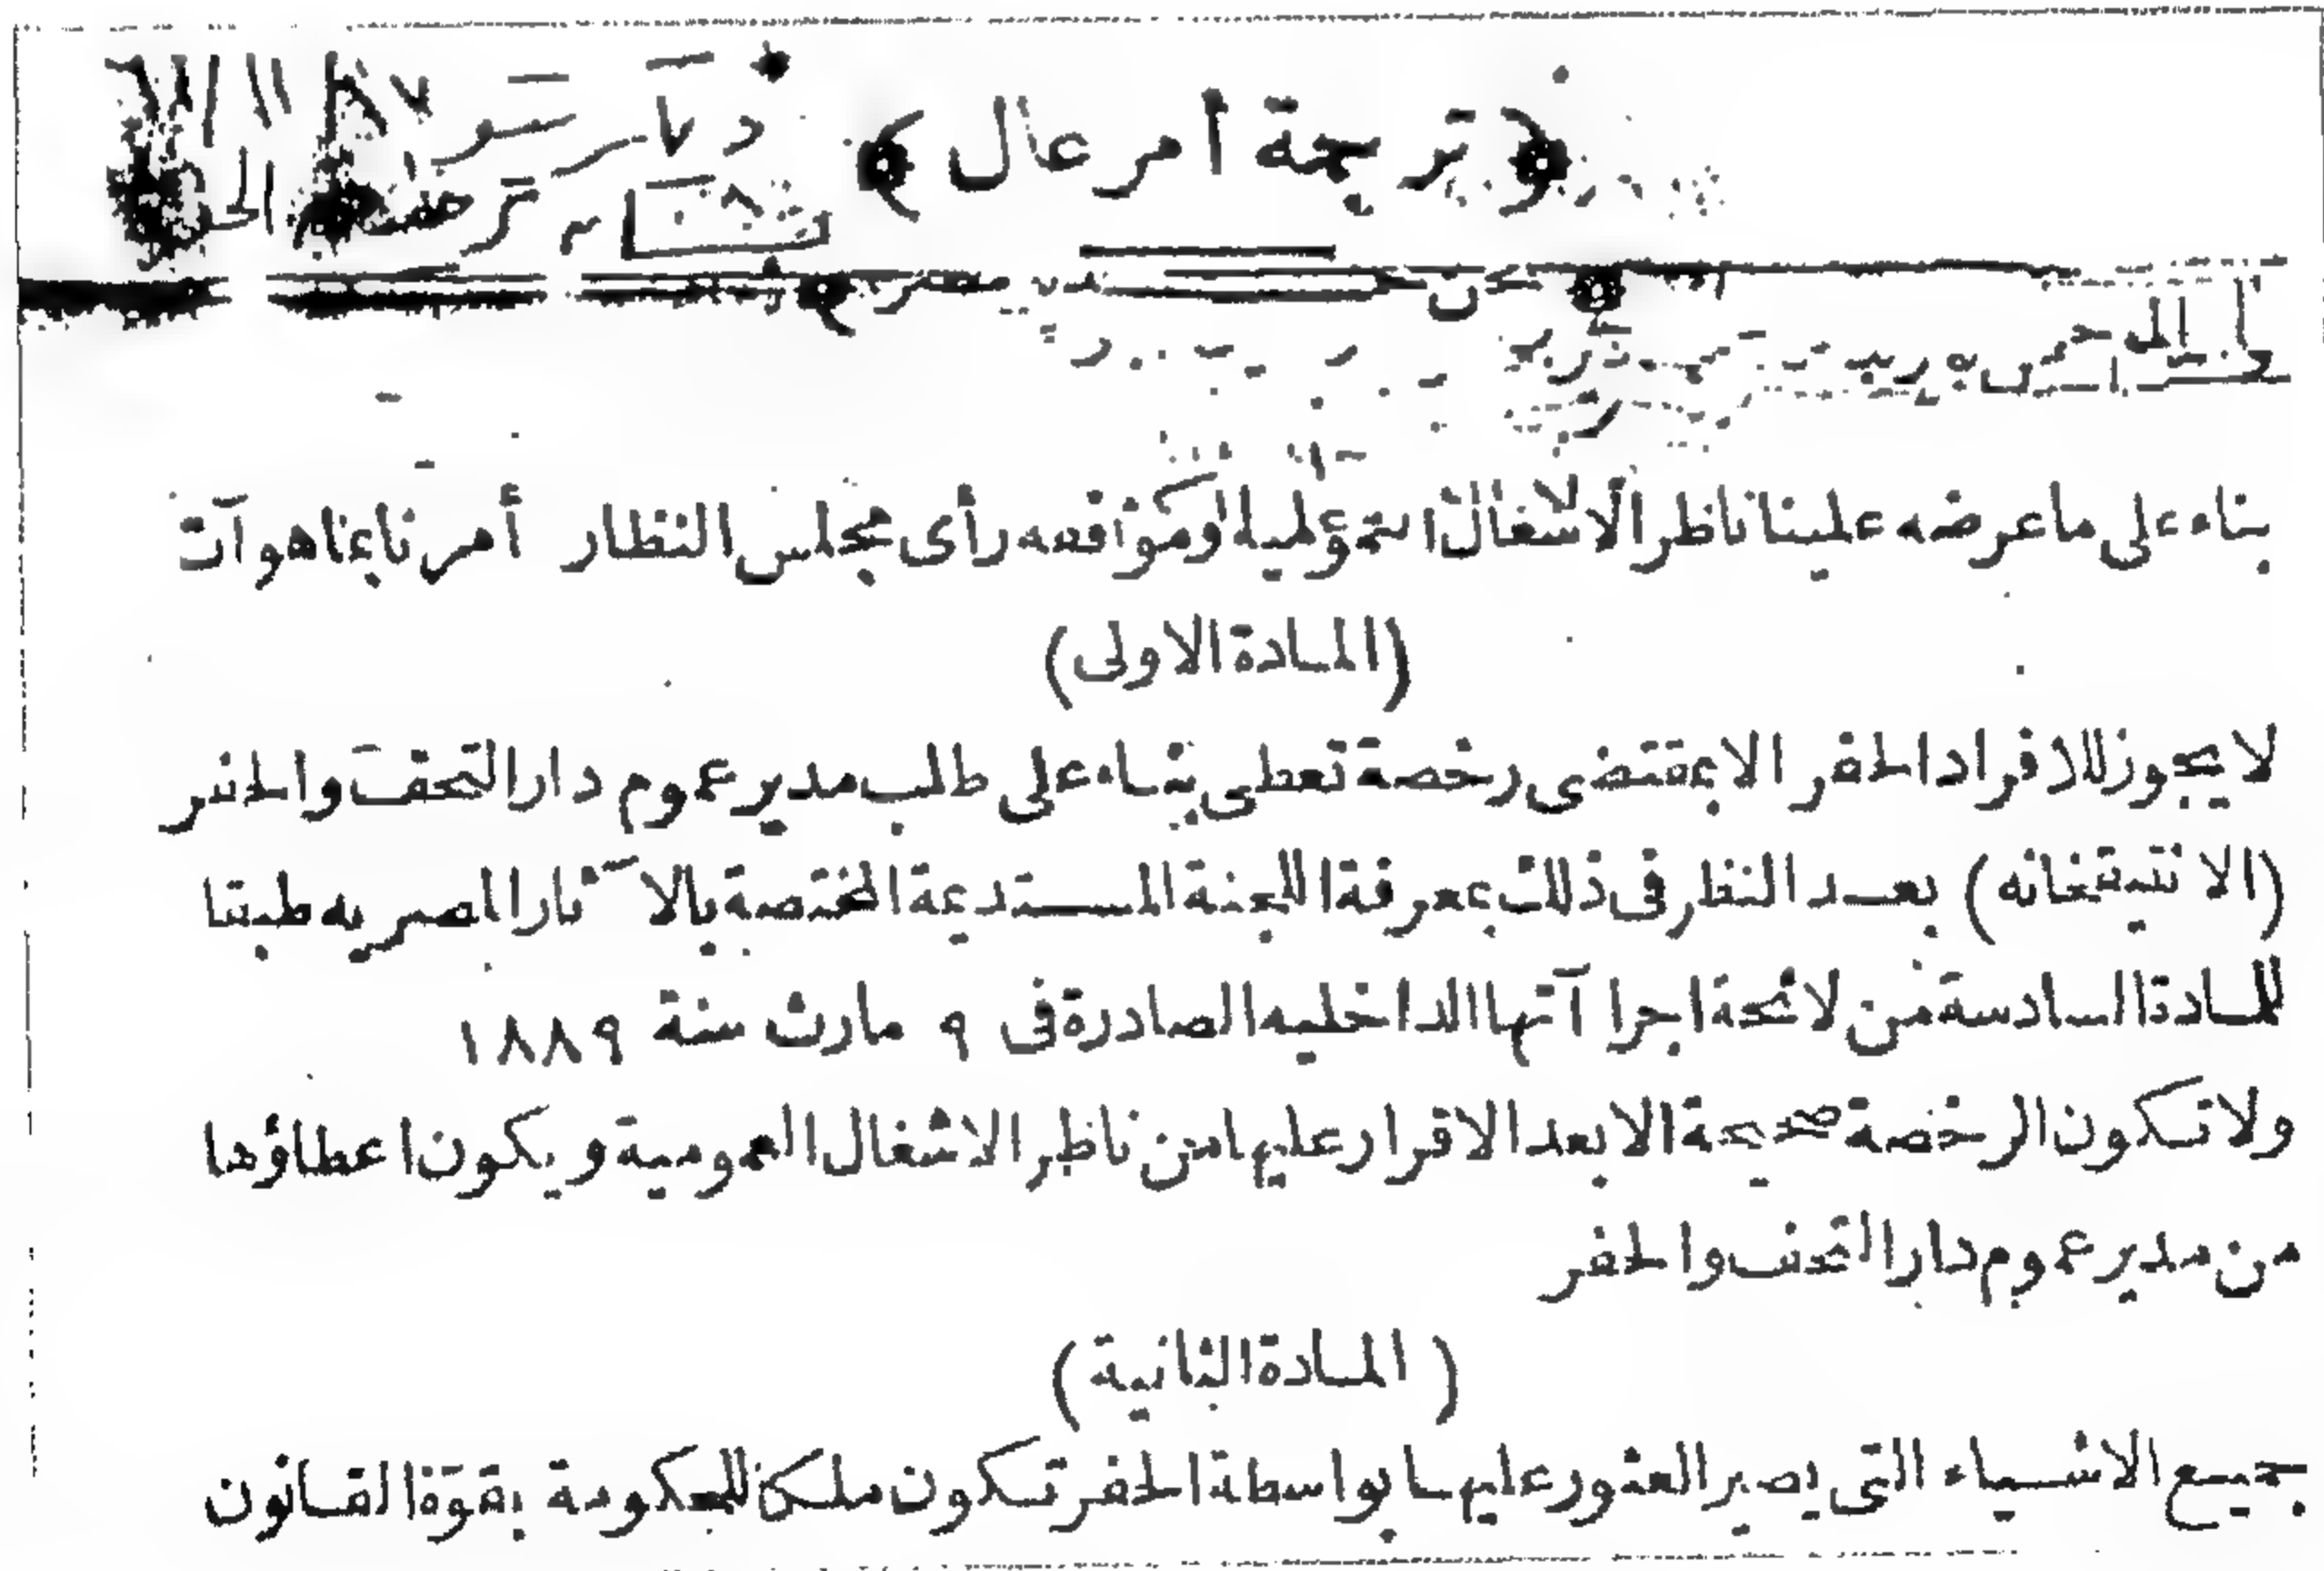 ﴿ ترجمة أمر عال ﴾
﴿ نحن خديو مصر ﴾
بناء على ما عرضه علينا ناظر الاشغال العمومية وموافقة رأى مجلس النظار أمرنا بما هو آت
(المادة الاولى)
لا يجوز للافراد الحفر الا بمقتضى رخصة تعطى بناء على طلب مدير عموم دار التحف والحفر
(الانتيقخانه) بعد النظر فى ذلك بمعرفة اللجنة المستديمة المختصة بالآثار المصريه طبقا
للمادة السادسة من لائحة اجراآتها الداخليه الصادرة فى ٩ مارث سنة ١٨٨٩
ولا تكون الرخصة صحيحة الا بعد الاقرار عليها من ناظر الاشغال العمومية ويكون اعطاؤها
من مدير عموم دار التحف والحفر
(المادة الثانية)
جميع الاشياء التى يصير العثور عليها بواسطة الحفر تكون ملكا للحكومة بقوة القانون